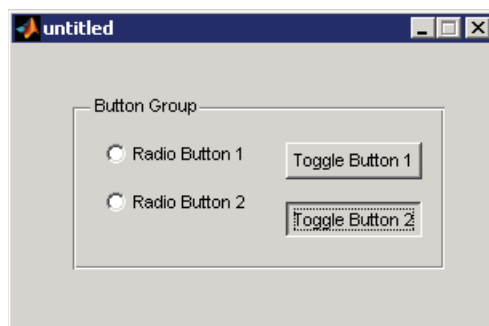 untitled
Button Group
Radio Button 1
Toggle Button 1
Radio Button 2
Toggle Button 2